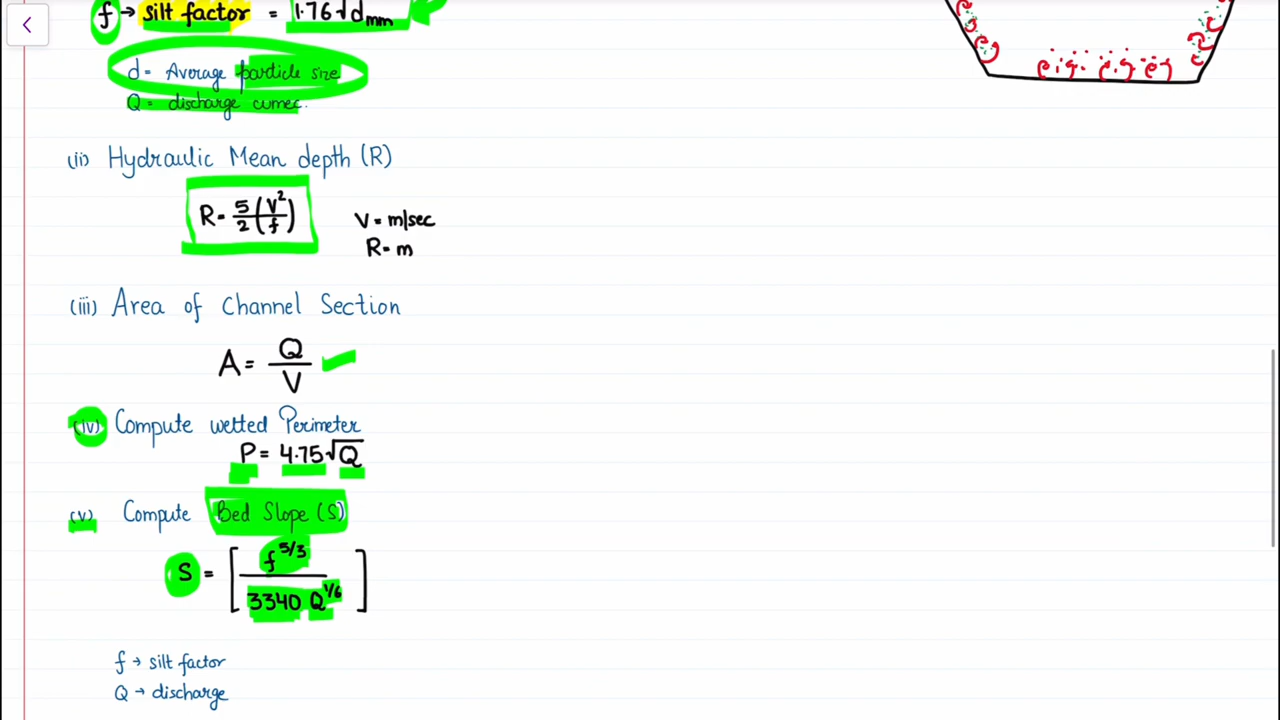 f → silt factor = 1.76√d mm
d = Average particle size
Q = discharge cumec.
(ii) Hydraulic Mean depth (R)
R = 5/2 (V²/f)
V = m/sec
R = m
(iii) Area of Channel Section
A = Q/V
(iv) Compute wetted Perimeter
P = 4.75√Q
(v) Compute Bed Slope (S)
S = [f^5/3 / 3340 Q^1/6]
f → silt factor
Q → discharge